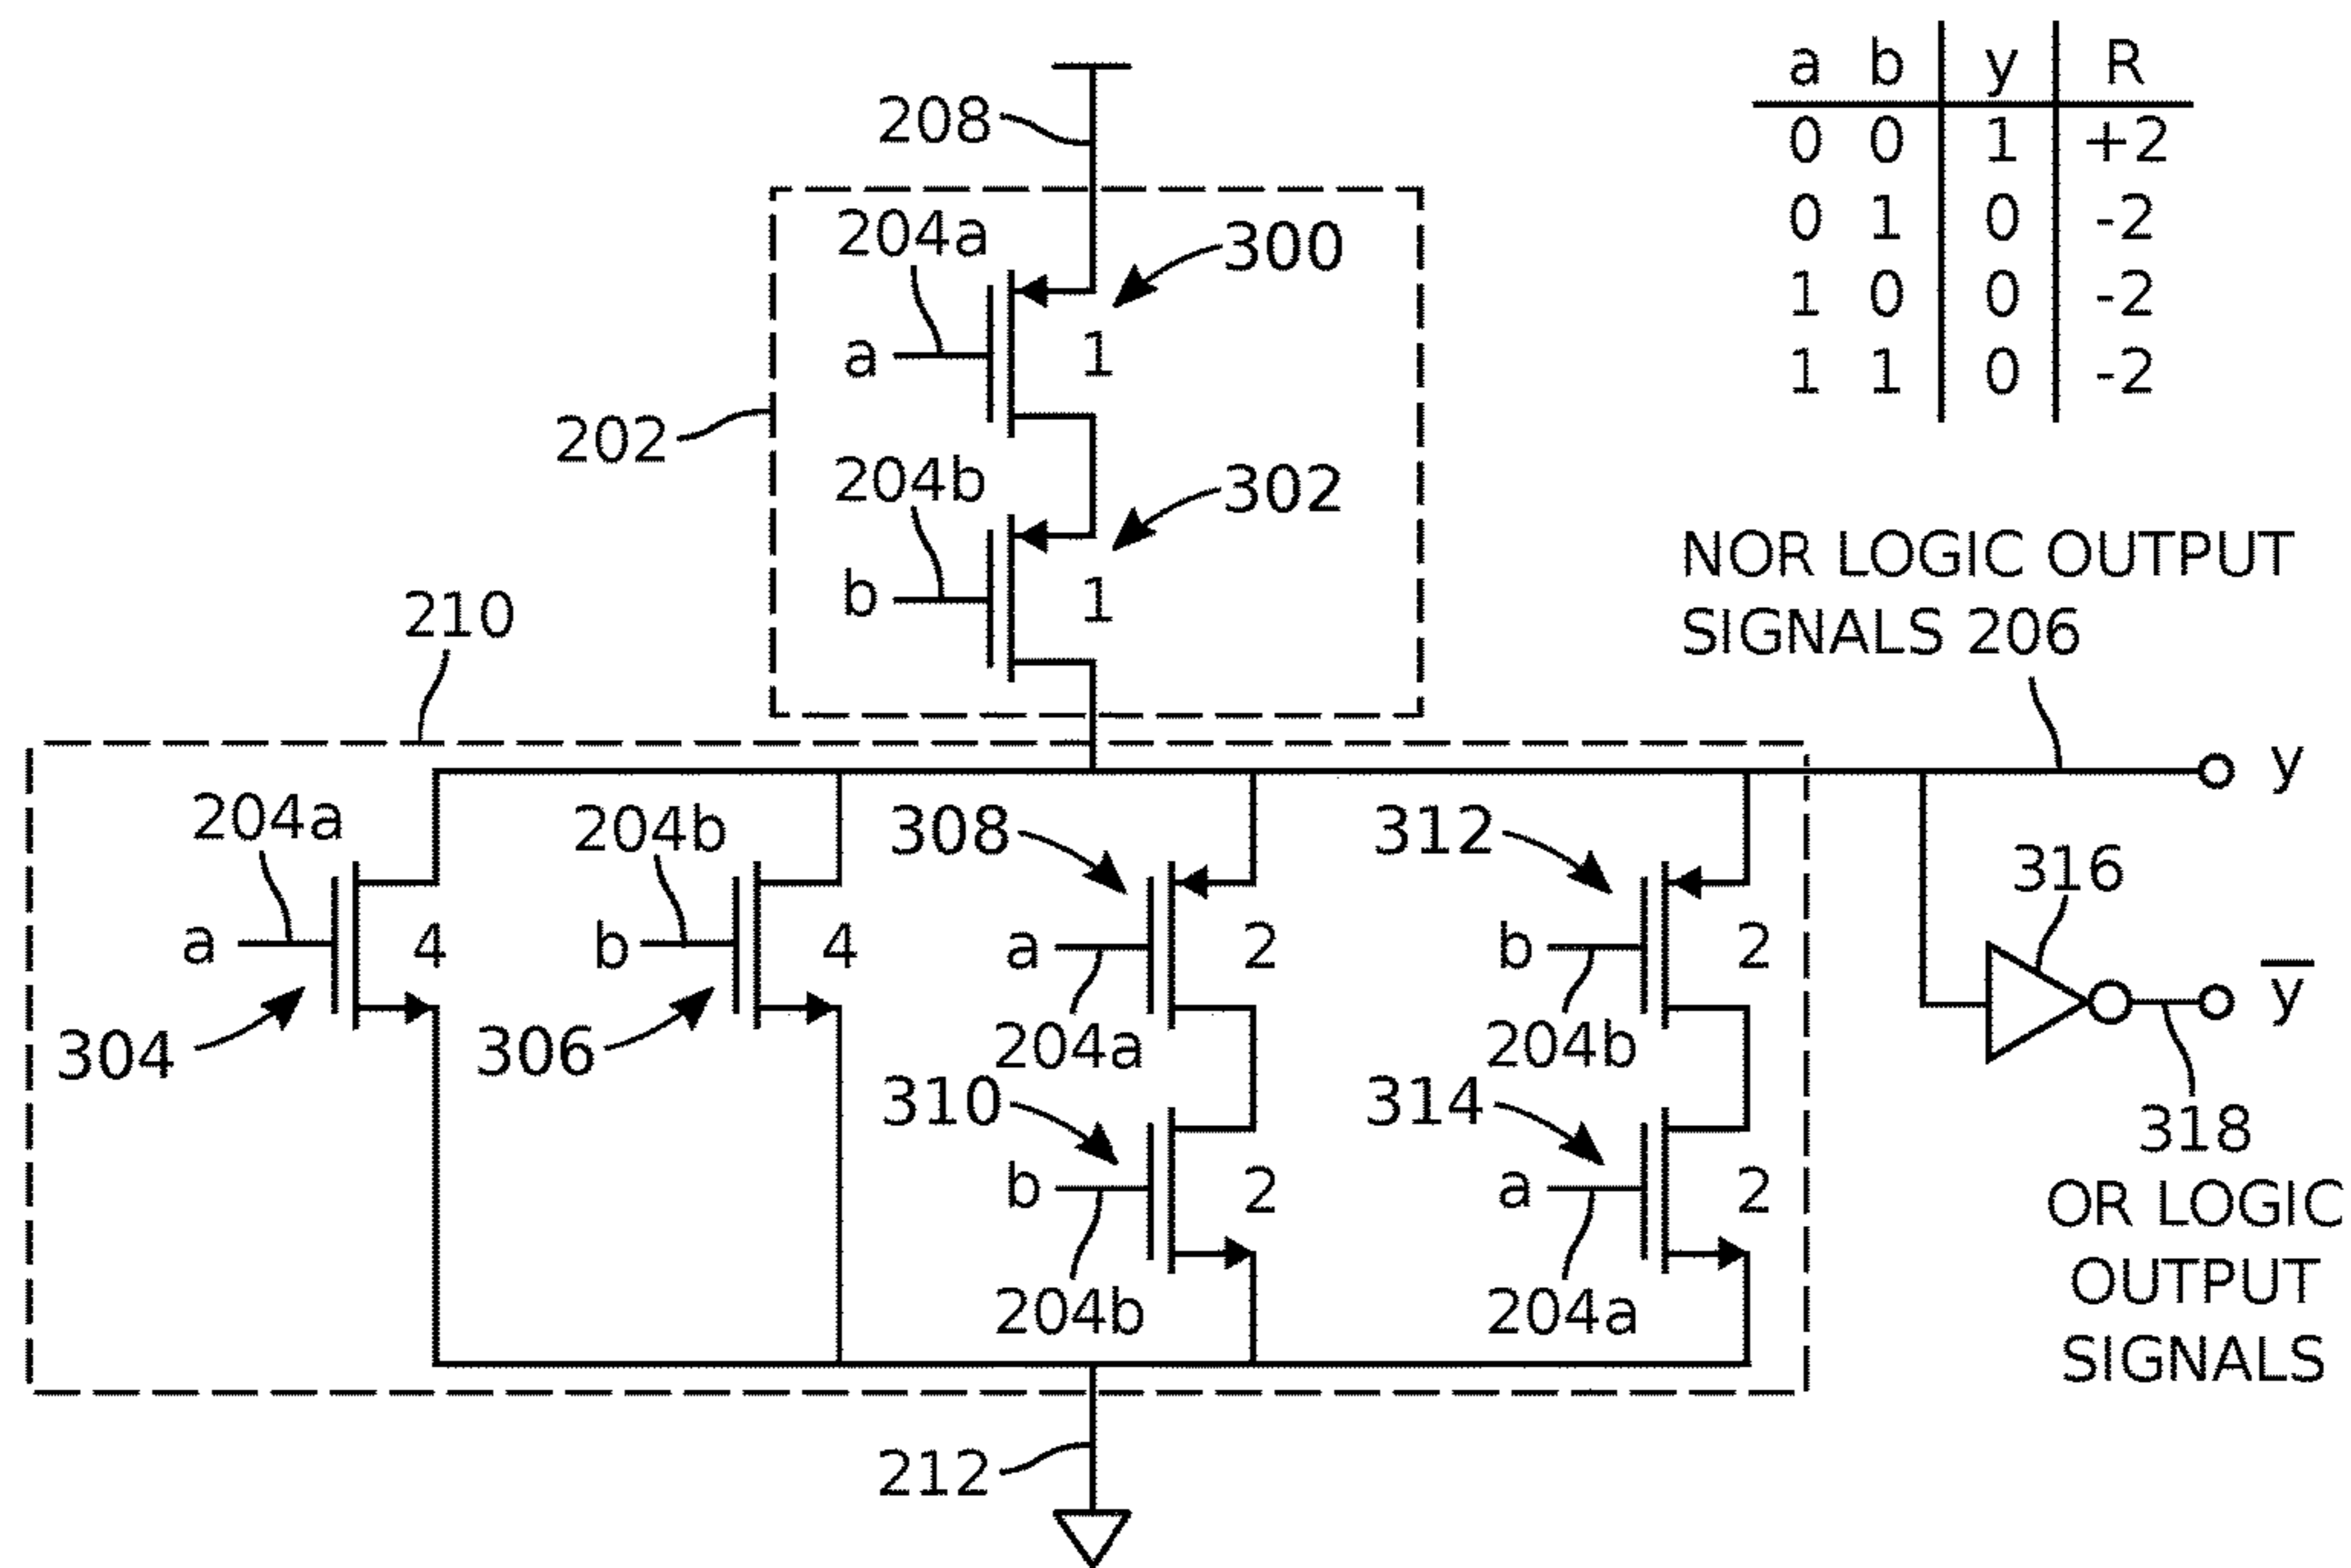 a b y R
0 0 1 +2
0 1 0 -2
1 0 0 -2
1 1 0 -2
208
204a
300
a
1
202
204b
302
b
1
NOR LOGIC OUTPUT
SIGNALS 206
210
y
204a
a
4
304
204b
b
4
306
308
a
2
204a
310
b
2
204b
312
b
2
204b
314
a
2
204a
316
y̅
318
OR LOGIC
OUTPUT
SIGNALS
212